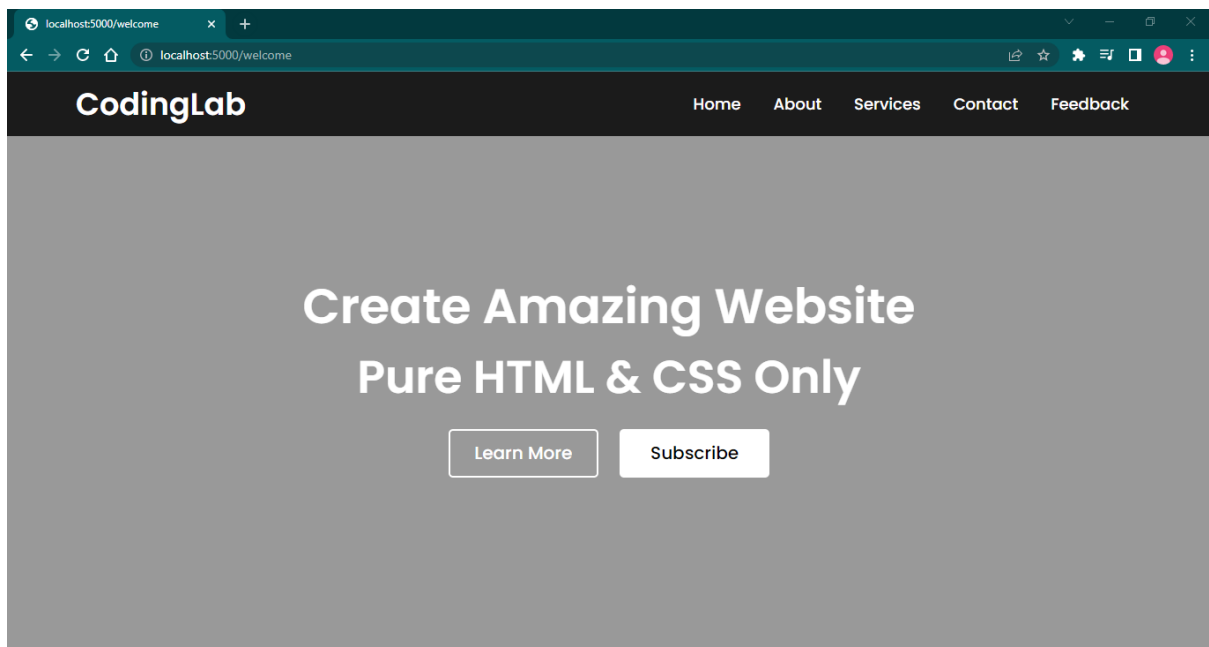 localhost:5000/welcome
localhost:5000/welcome
CodingLab Home About Services Contact Feedback
Create Amazing Website
Pure HTML & CSS Only
Learn More Subscribe